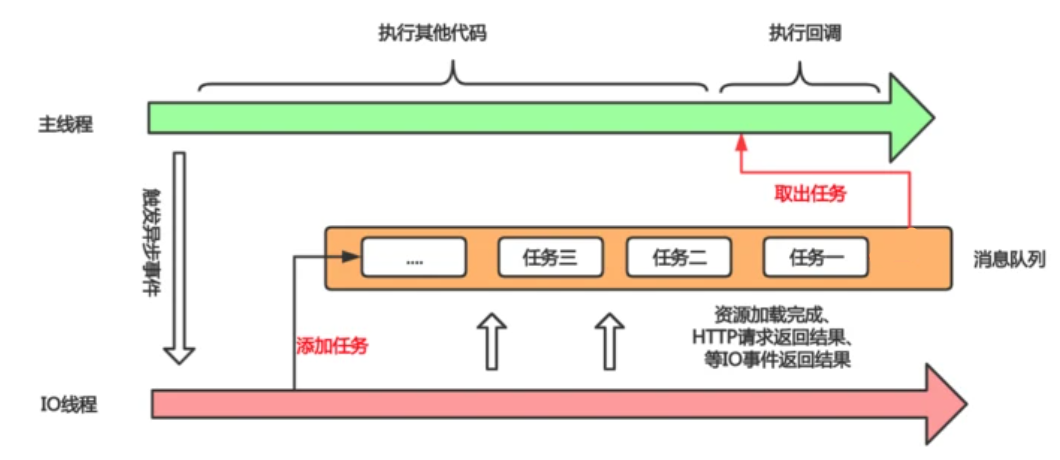 执行其他代码
执行回调
主线程
触发异步事件
取出任务
....
任务三
任务二
任务一
消息队列
添加任务
资源加载完成、
HTTP请求返回结果、
等IO事件返回结果
IO线程